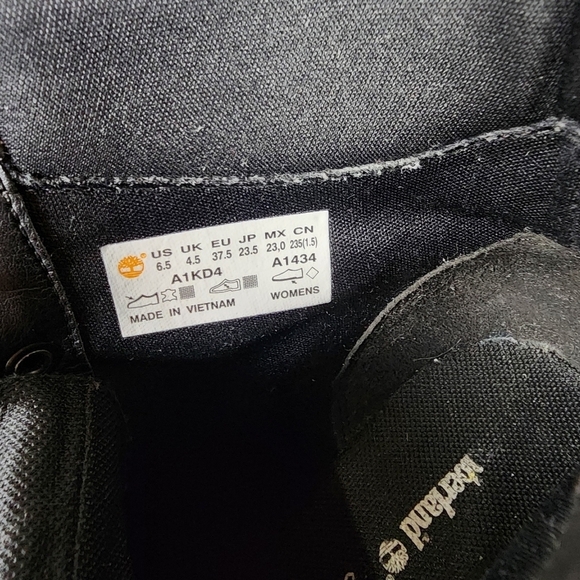 US UK EU JP MX CN
6.5 4.5 37.5 23.5 23,0 235(1.5)
A1KD4 A1434
MADE IN VIETNAM WOMENS